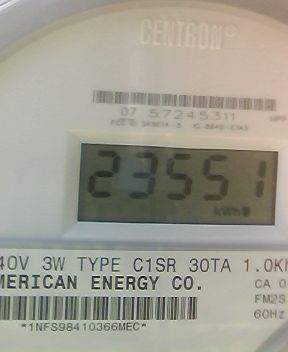 CENTRON®
07 57245311
23551
kWh
40V 3W TYPE C1SR 30TA 1.0K
MERICAN ENERGY CO.
CA 0
FM2S
60Hz
*1NFS98410366MEC*